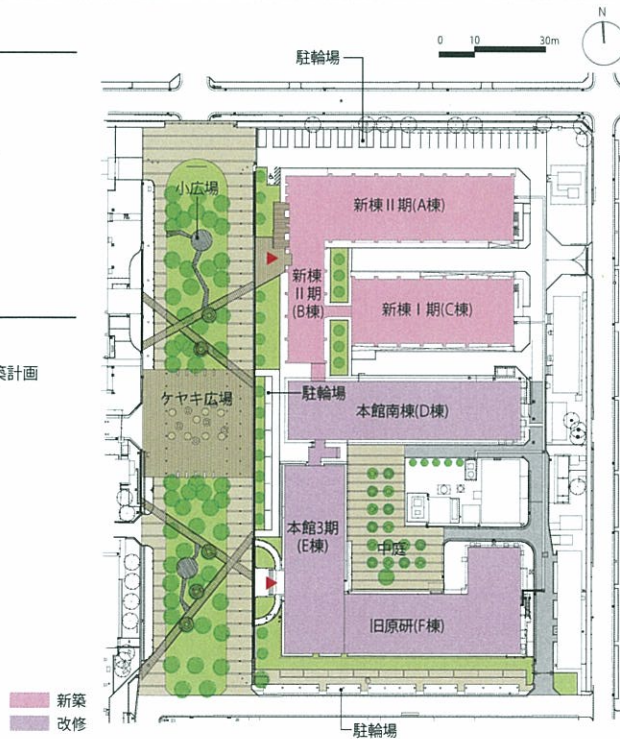 N
0 10 30m
駐輪場
小広場
新棟Ⅱ期(A棟)
新棟
Ⅱ期
(B棟)
新棟Ⅰ期(C棟)
築計画
ケヤキ広場
駐輪場
本館南棟(D棟)
本館3期
(E棟)
中庭
旧原研(F棟)
新築
改修
駐輪場